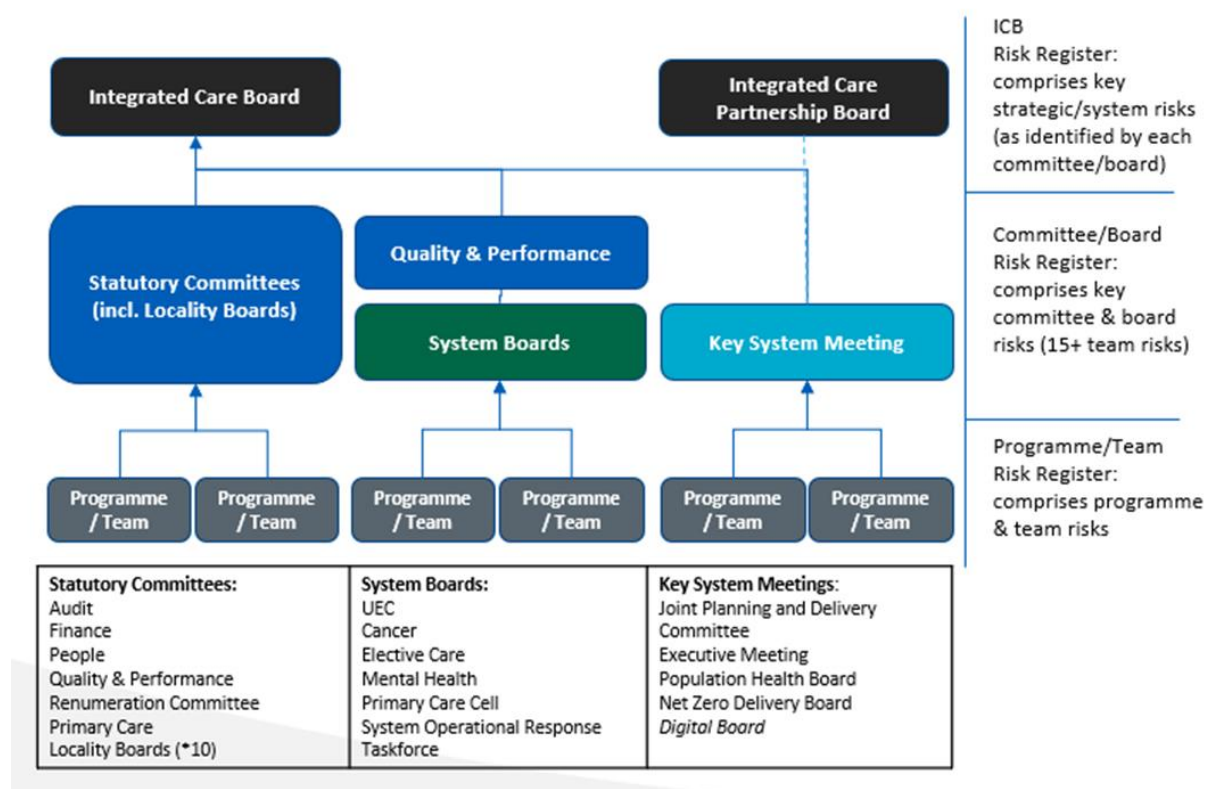 Integrated Care Board
Integrated Care
Partnership Board
Statutory Committees
(incl. Locality Boards)
Quality & Performance
System Boards
Key System Meeting
Programme
/ Team
Programme
/ Team
Programme
/ Team
Programme
/ Team
Programme
/ Team
Programme
/ Team
ICB
Risk Register:
comprises key
strategic/system risks
(as identified by each
committee/board)
Committee/Board
Risk Register:
comprises key
committee & board
risks (15+ team risks)
Programme/Team
Risk Register:
comprises programme
& team risks
Statutory Committees:
Audit
Finance
People
Quality & Performance
Renumeration Committee
Primary Care
Locality Boards (*10)
System Boards:
UEC
Cancer
Elective Care
Mental Health
Primary Care Cell
System Operational Response
Taskforce
Key System Meetings:
Joint Planning and Delivery
Committee
Executive Meeting
Population Health Board
Net Zero Delivery Board
Digital Board